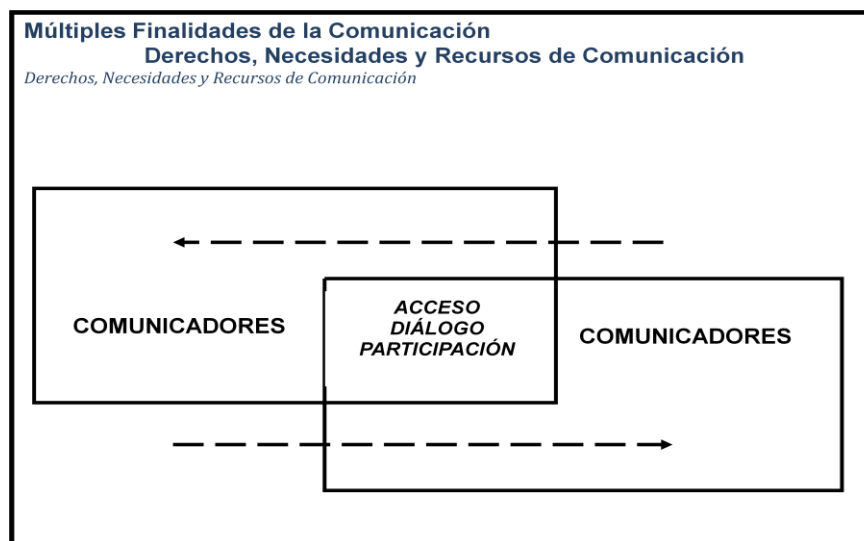 Múltiples Finalidades de la Comunicación
Derechos, Necesidades y Recursos de Comunicación
Derechos, Necesidades y Recursos de Comunicación
COMUNICADORES
ACCESO
DIÁLOGO
PARTICIPACIÓN
COMUNICADORES